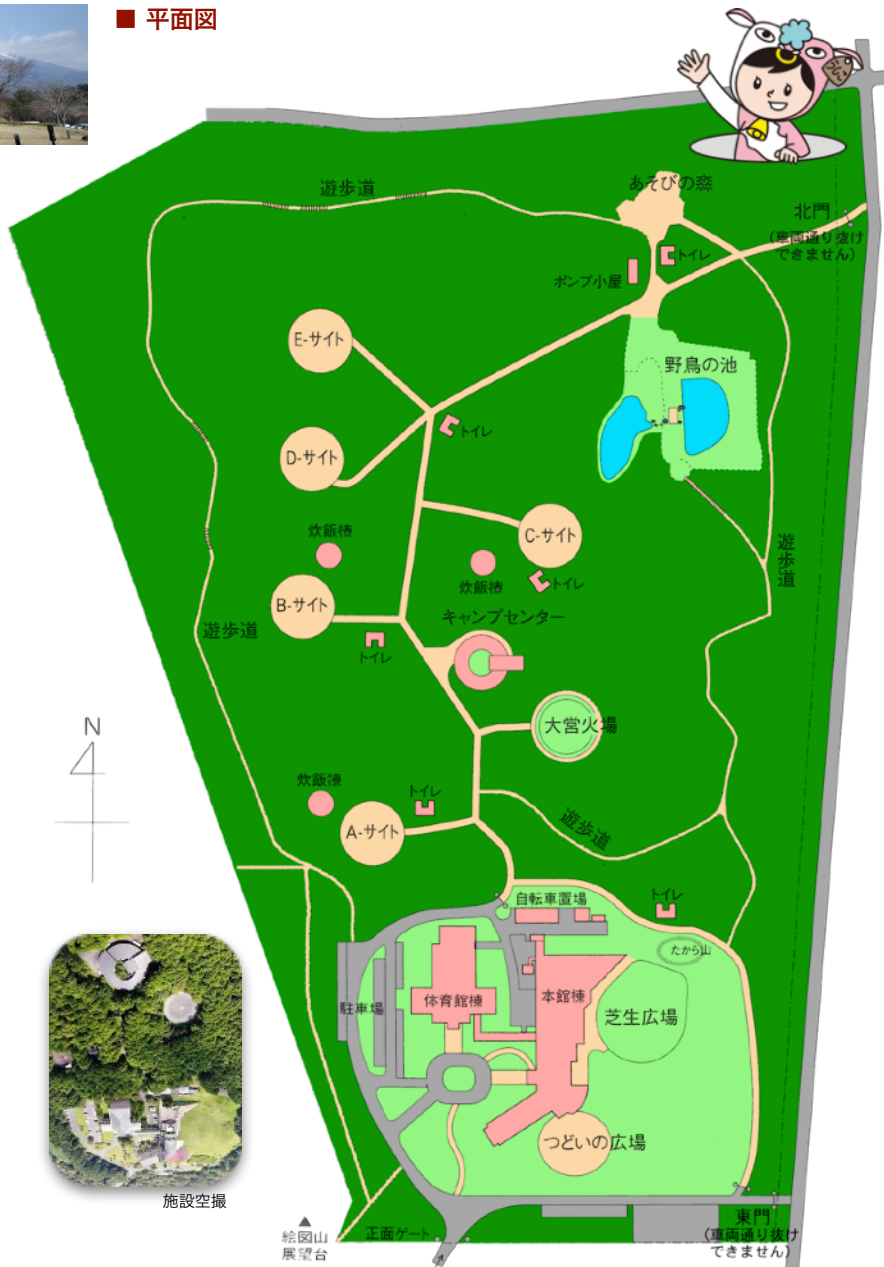 ■ 平面図
あそびの森
遊歩道
北門
(車両通り抜け
できません)
トイレ
ポンプ小屋
E-サイト
野鳥の池
トイレ
D-サイト
炊飯棟
C-サイト
遊歩道
炊飯棟
トイレ
B-サイト
キャンプセンター
遊歩道
トイレ
N
大営火場
炊飯棟
トイレ
A-サイト
遊歩道
自転車置場
トイレ
たから山
体育館棟
本館棟
駐車場
芝生広場
つどいの広場
施設空撮
▲
絵図山
展望台
正面ゲート
東門
(車両通り抜け
できません)